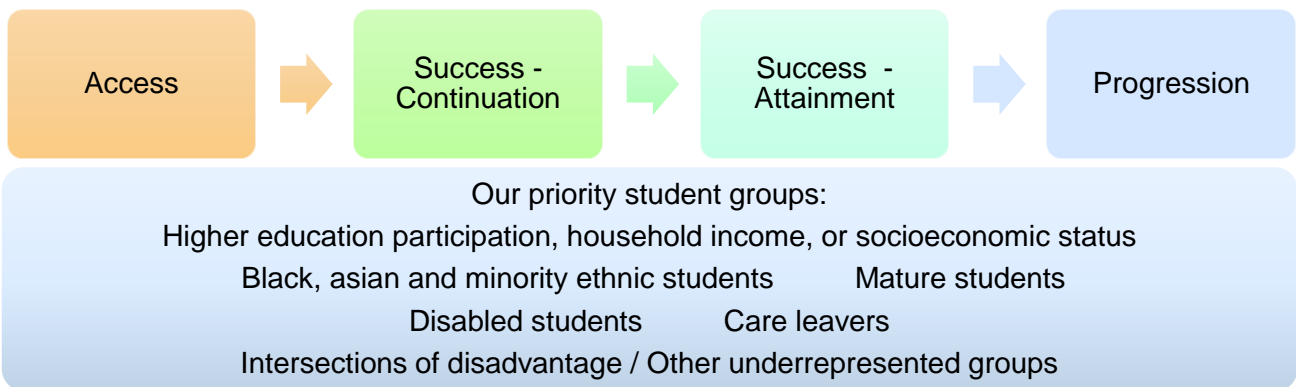 Access
Success -
Continuation
Success  -
Attainment
Progression
Our priority student groups:
Higher education participation, household income, or socioeconomic status
Black, asian and minority ethnic students    Mature students
Disabled students    Care leavers
Intersections of disadvantage / Other underrepresented groups